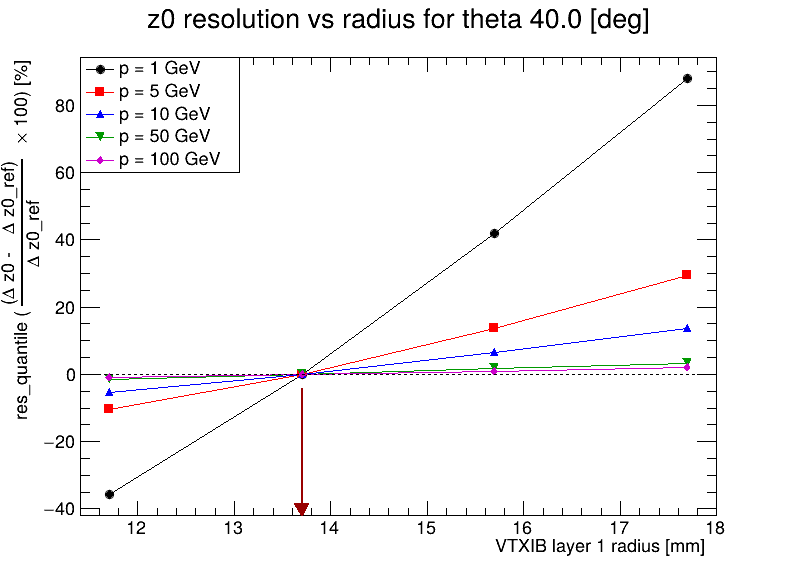 z0 resolution vs radius for theta 40.0 [deg]
p = 1 GeV
p = 5 GeV
p = 10 GeV
p = 50 GeV
p = 100 GeV
res_quantile ( (Δ z0 - Δ z0_ref) / Δ z0_ref × 100) [%]
80
60
40
20
0
−20
−40
12 13 14 15 16 17 18
VTXIB layer 1 radius [mm]